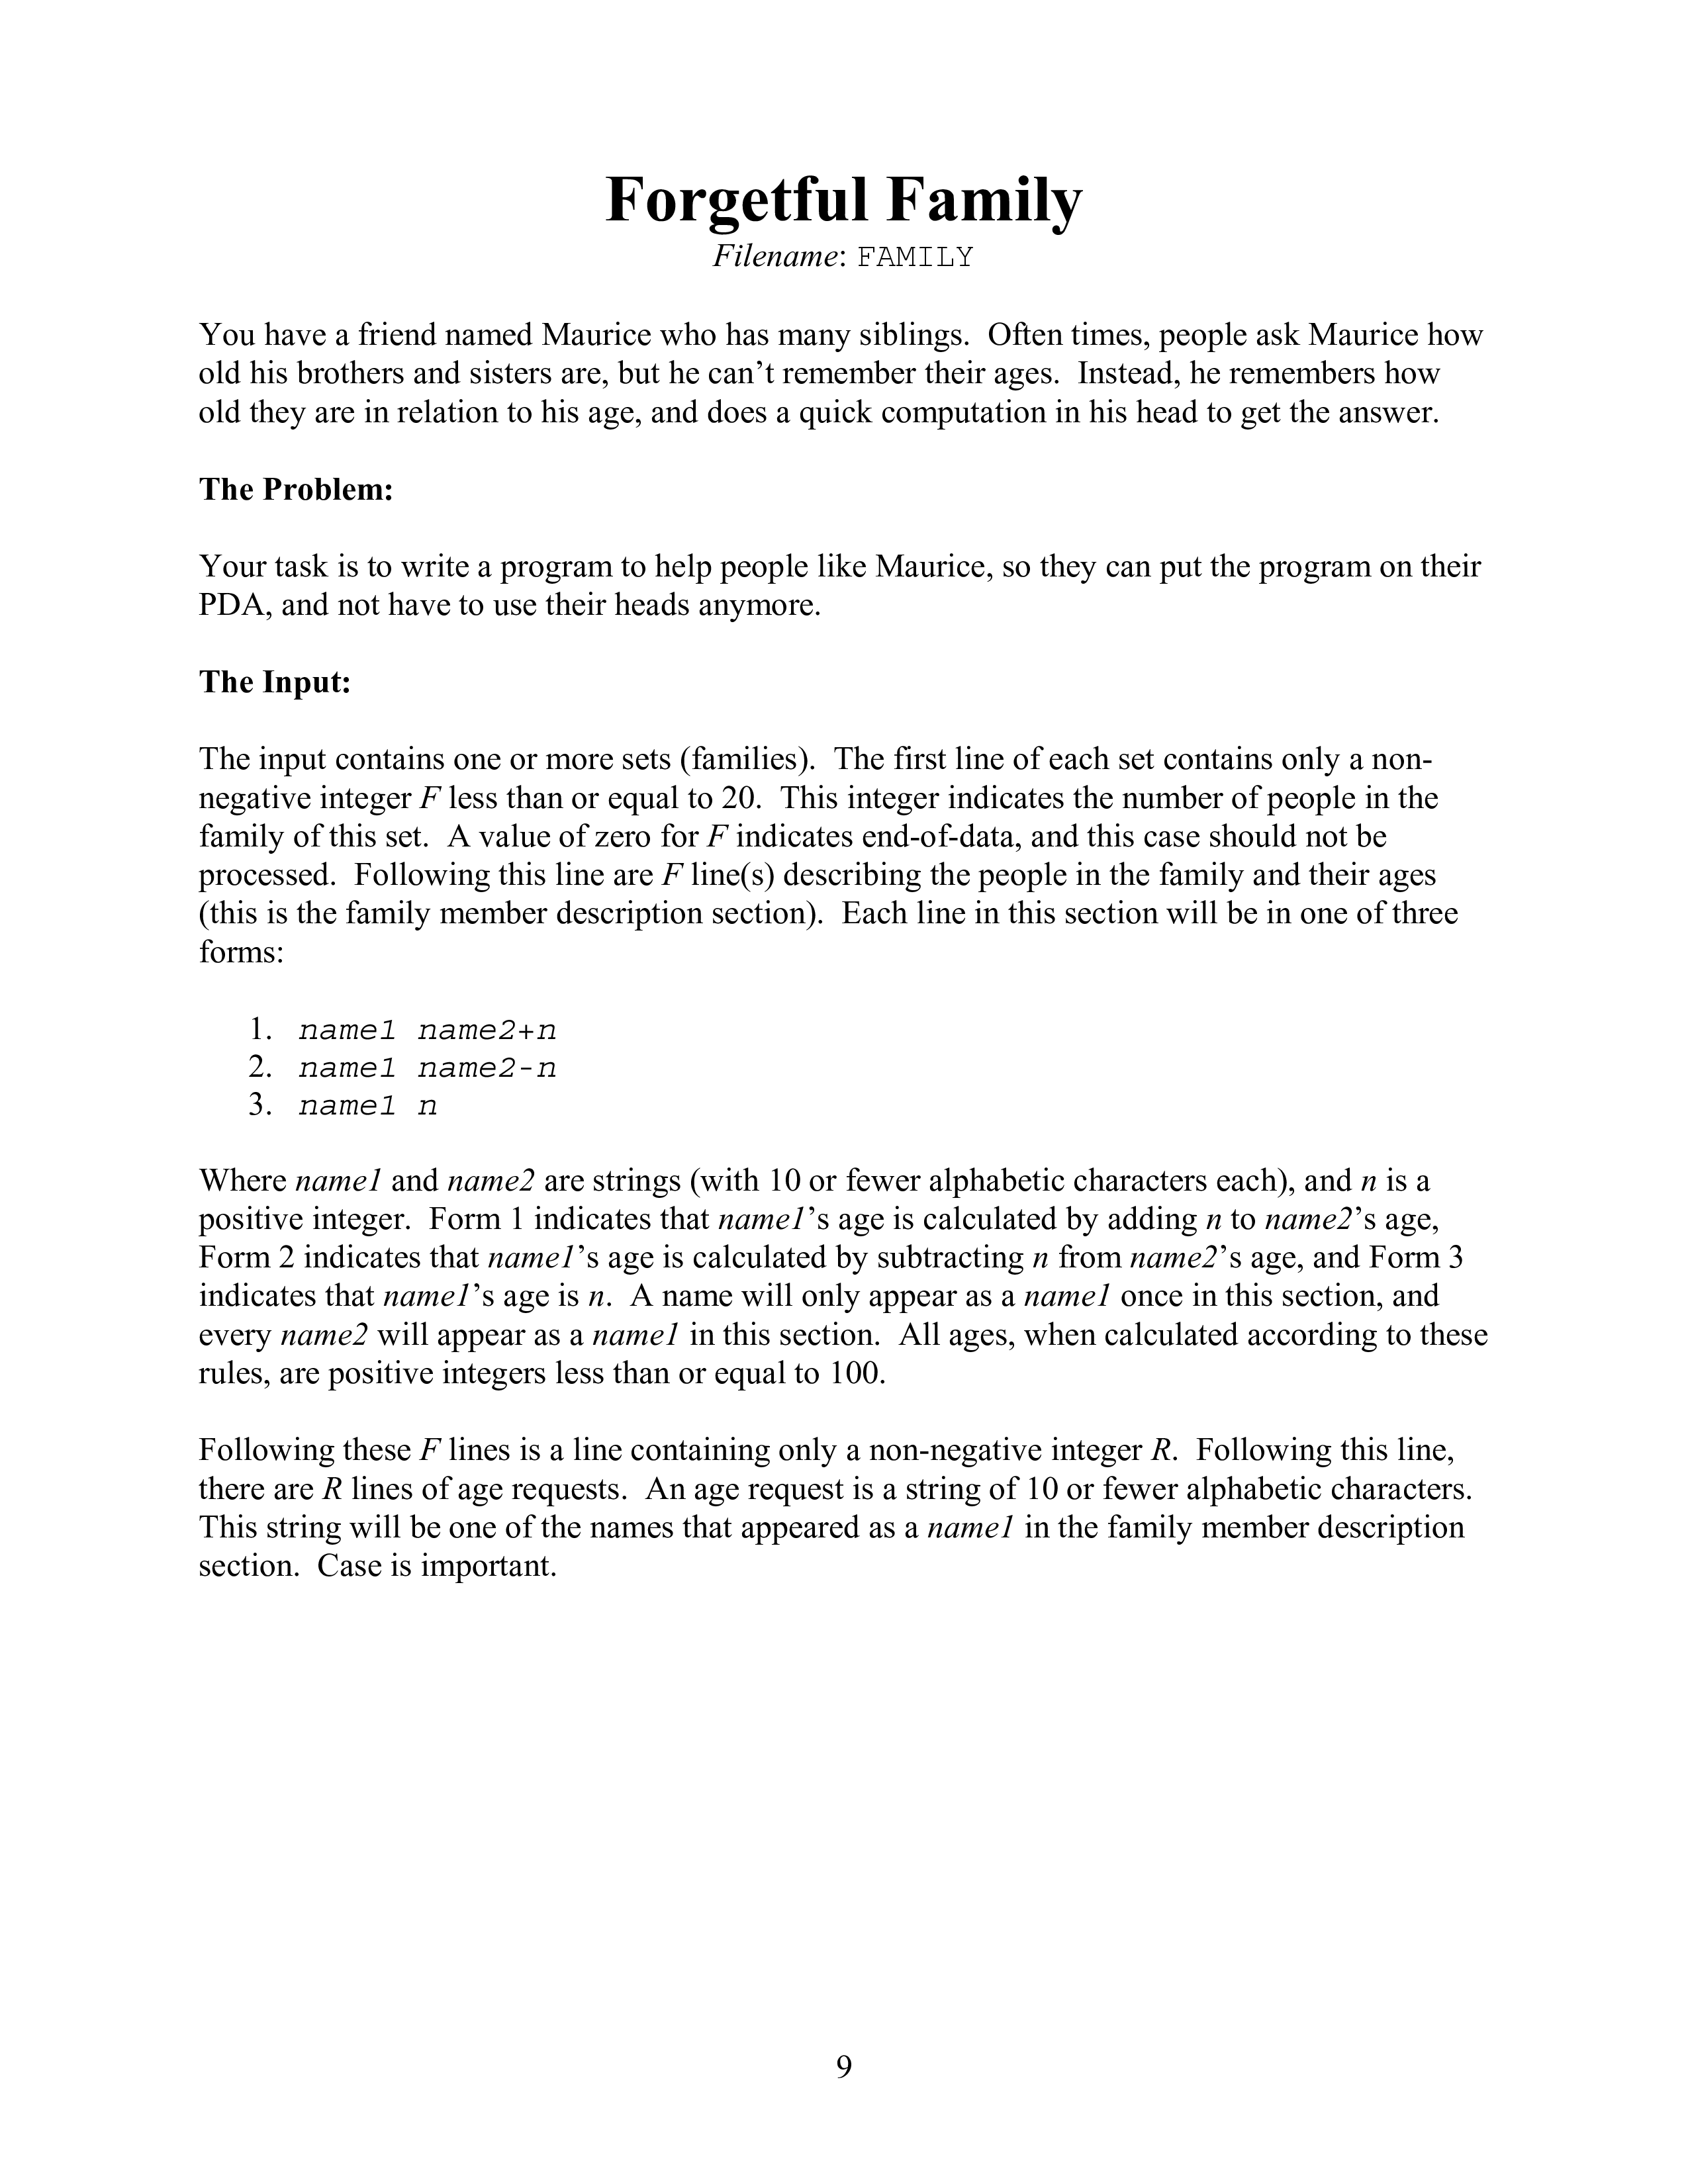 Forgetful Family
Filename: FAMILY
You have a friend named Maurice who has many siblings.  Often times, people ask Maurice how
old his brothers and sisters are, but he can’t remember their ages.  Instead, he remembers how
old they are in relation to his age, and does a quick computation in his head to get the answer.
The Problem:
Your task is to write a program to help people like Maurice, so they can put the program on their
PDA, and not have to use their heads anymore.
The Input:
The input contains one or more sets (families).  The first line of each set contains only a non-
negative integer F less than or equal to 20.  This integer indicates the number of people in the
family of this set.  A value of zero for F indicates end-of-data, and this case should not be
processed.  Following this line are F line(s) describing the people in the family and their ages
(this is the family member description section).  Each line in this section will be in one of three
forms:
1. name1 name2+n
2. name1 name2-n
3. name1 n
Where name1 and name2 are strings (with 10 or fewer alphabetic characters each), and n is a
positive integer.  Form 1 indicates that name1’s age is calculated by adding n to name2’s age,
Form 2 indicates that name1’s age is calculated by subtracting n from name2’s age, and Form 3
indicates that name1’s age is n.  A name will only appear as a name1 once in this section, and
every name2 will appear as a name1 in this section.  All ages, when calculated according to these
rules, are positive integers less than or equal to 100.
Following these F lines is a line containing only a non-negative integer R.  Following this line,
there are R lines of age requests.  An age request is a string of 10 or fewer alphabetic characters.
This string will be one of the names that appeared as a name1 in the family member description
section.  Case is important.
9